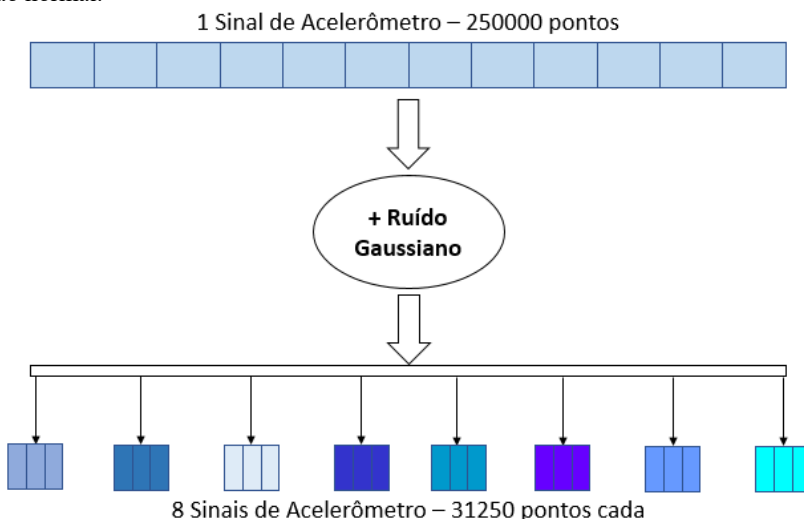 1 Sinal de Acelerômetro – 250000 pontos
+ Ruído
Gaussiano
8 Sinais de Acelerômetro – 31250 pontos cada